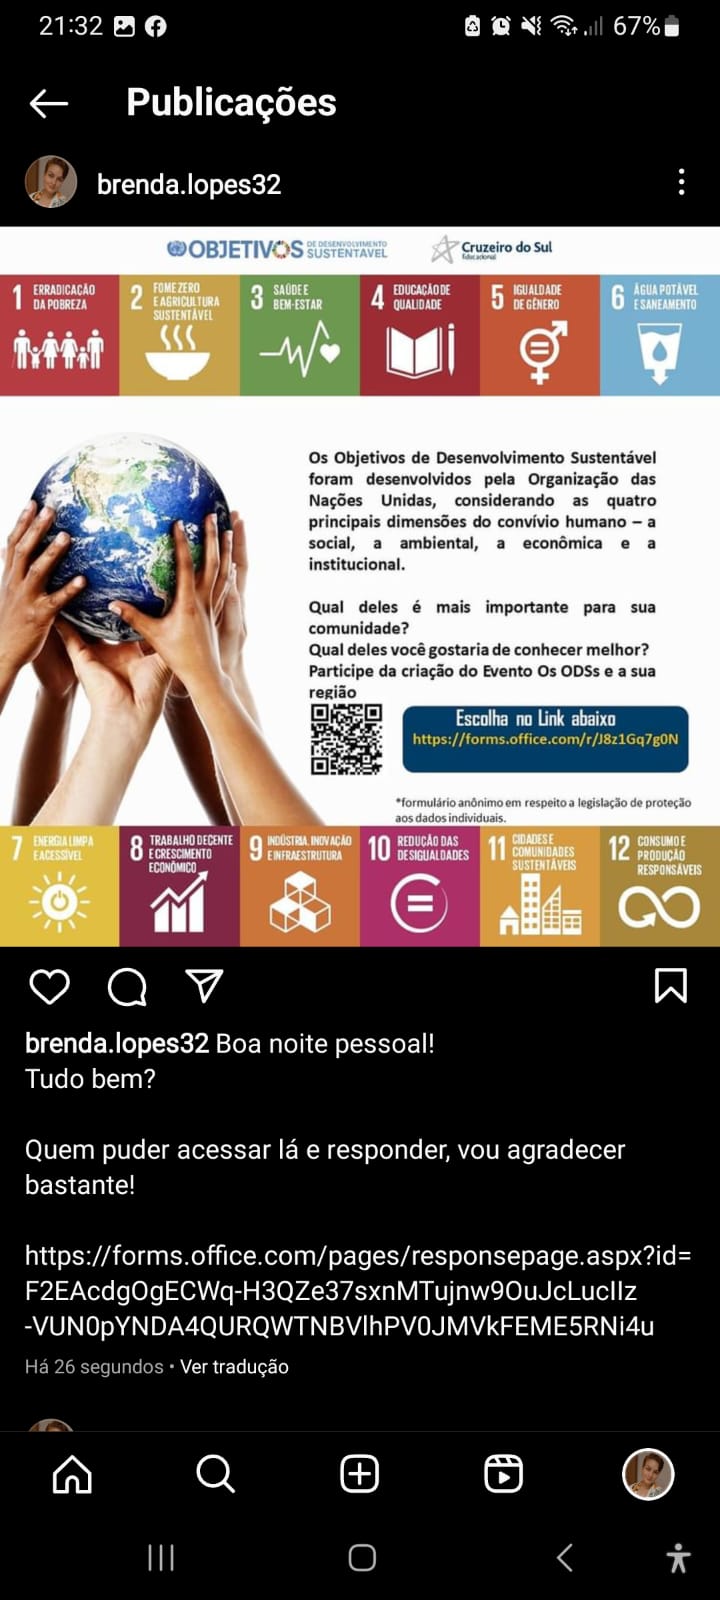 21:32
67%
Publicações
brenda.lopes32
OBJETIVOS DE DESENVOLVIMENTO SUSTENTÁVEL
Cruzeiro do Sul
Educacional
1 ERRADICAÇÃO DA POBREZA
2 FOME ZERO E AGRICULTURA SUSTENTÁVEL
3 SAÚDE E BEM-ESTAR
4 EDUCAÇÃO DE QUALIDADE
5 IGUALDADE DE GÊNERO
6 ÁGUA POTÁVEL E SANEAMENTO
Os Objetivos de Desenvolvimento Sustentável
foram desenvolvidos pela Organização das
Nações Unidas, considerando as quatro
principais dimensões do convívio humano – a
social, a ambiental, a econômica e a
institucional.
Qual deles é mais importante para sua
comunidade?
Qual deles você gostaria de conhecer melhor?
Participe da criação do Evento Os ODSs e a sua
região
Escolha no Link abaixo
https://forms.office.com/r/J8z1Gq7g0N
*formulário anônimo em respeito a legislação de proteção
aos dados individuais.
7 ENERGIA LIMPA E ACESSÍVEL
8 TRABALHO DECENTE E CRESCIMENTO ECONÔMICO
9 INDÚSTRIA, INOVAÇÃO E INFRAESTRUTURA
10 REDUÇÃO DAS DESIGUALDADES
11 CIDADES E COMUNIDADES SUSTENTÁVEIS
12 CONSUMO E PRODUÇÃO RESPONSÁVEIS
brenda.lopes32 Boa noite pessoal!
Tudo bem?
Quem puder acessar lá e responder, vou agradecer
bastante!
https://forms.office.com/pages/responsepage.aspx?id=
F2EAcdgOgECWq-H3QZe37sxnMTujnw9OuJcLucIIz
-VUN0pYNDA4QURQWTNBVlhPV0JMVkFEME5RNi4u
Há 26 segundos • Ver tradução